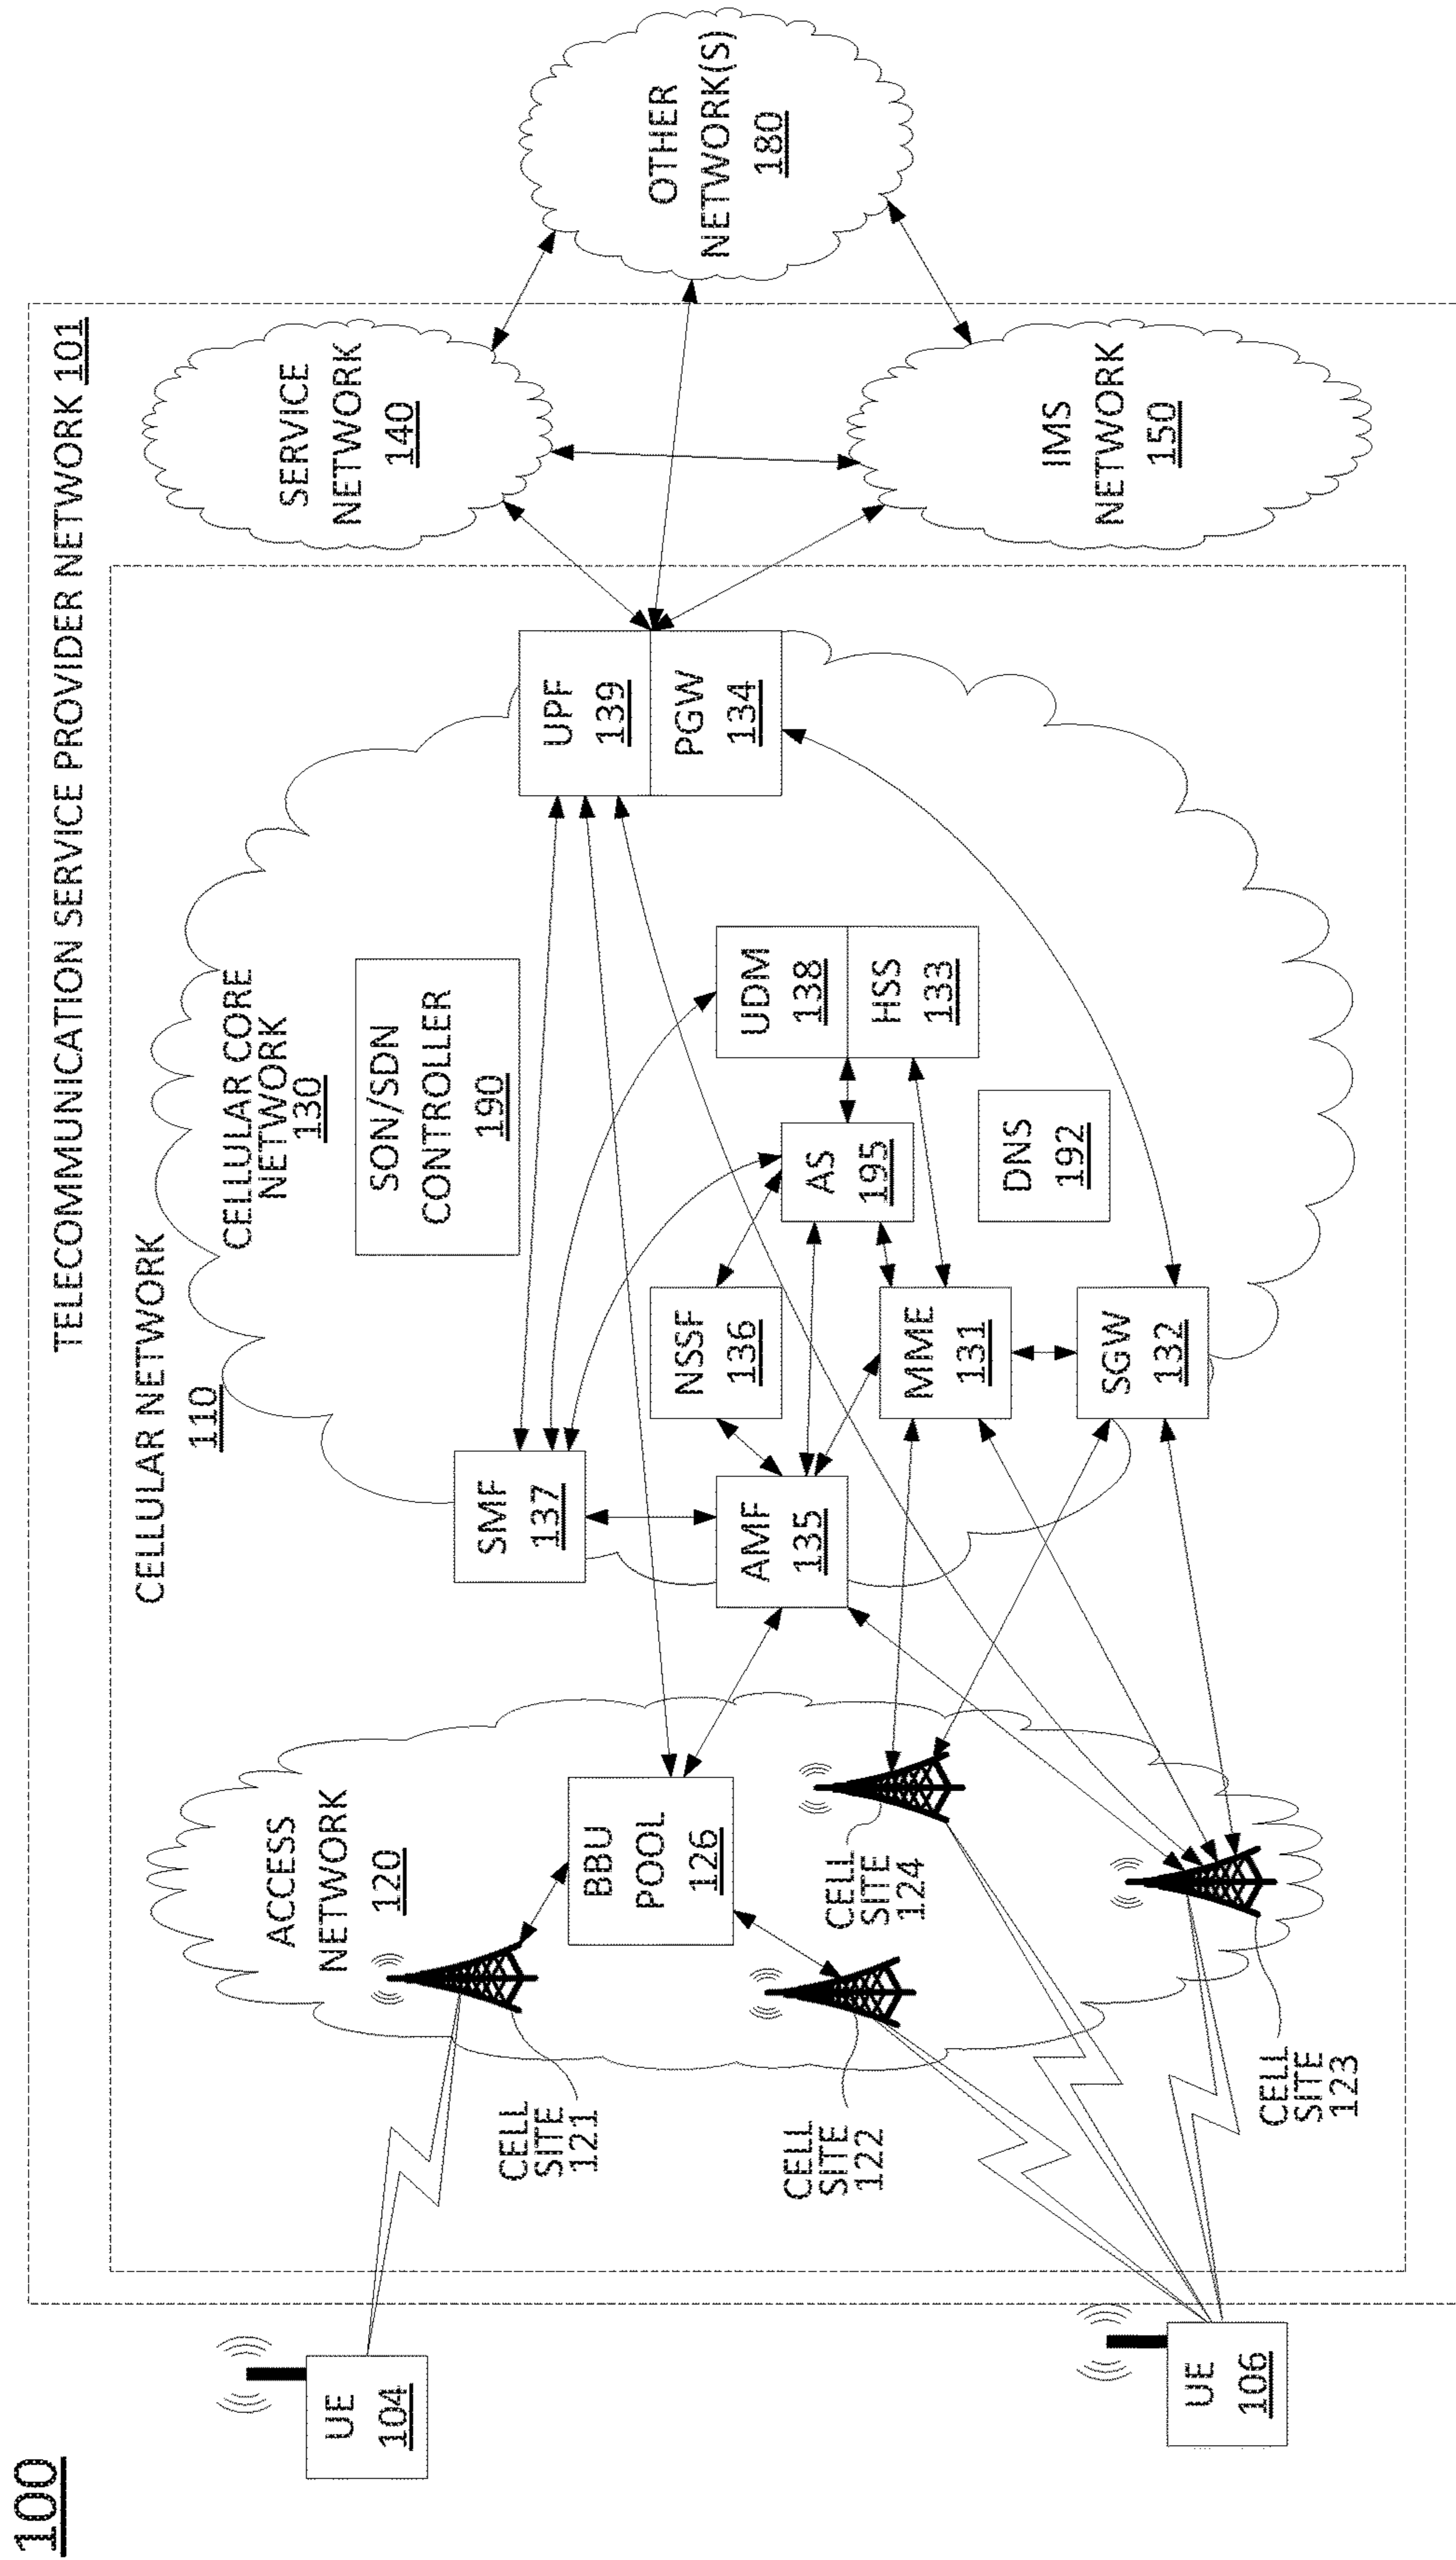 100
TELECOMMUNICATION SERVICE PROVIDER NETWORK 101
CELLULAR NETWORK
110
UE
104
UE
106
ACCESS
NETWORK
120
CELL
SITE
121
BBU
POOL
126
CELL
SITE
122
CELL
SITE
124
CELL
SITE
123
CELLULAR CORE
NETWORK
130
SON/SDN
CONTROLLER
190
SMF
137
AMF
135
NSSF
136
MME
131
SGW
132
AS
195
DNS
192
UDM
138
HSS
133
UPF
139
PGW
134
SERVICE
NETWORK
140
IMS
NETWORK
150
OTHER
NETWORK(S)
180